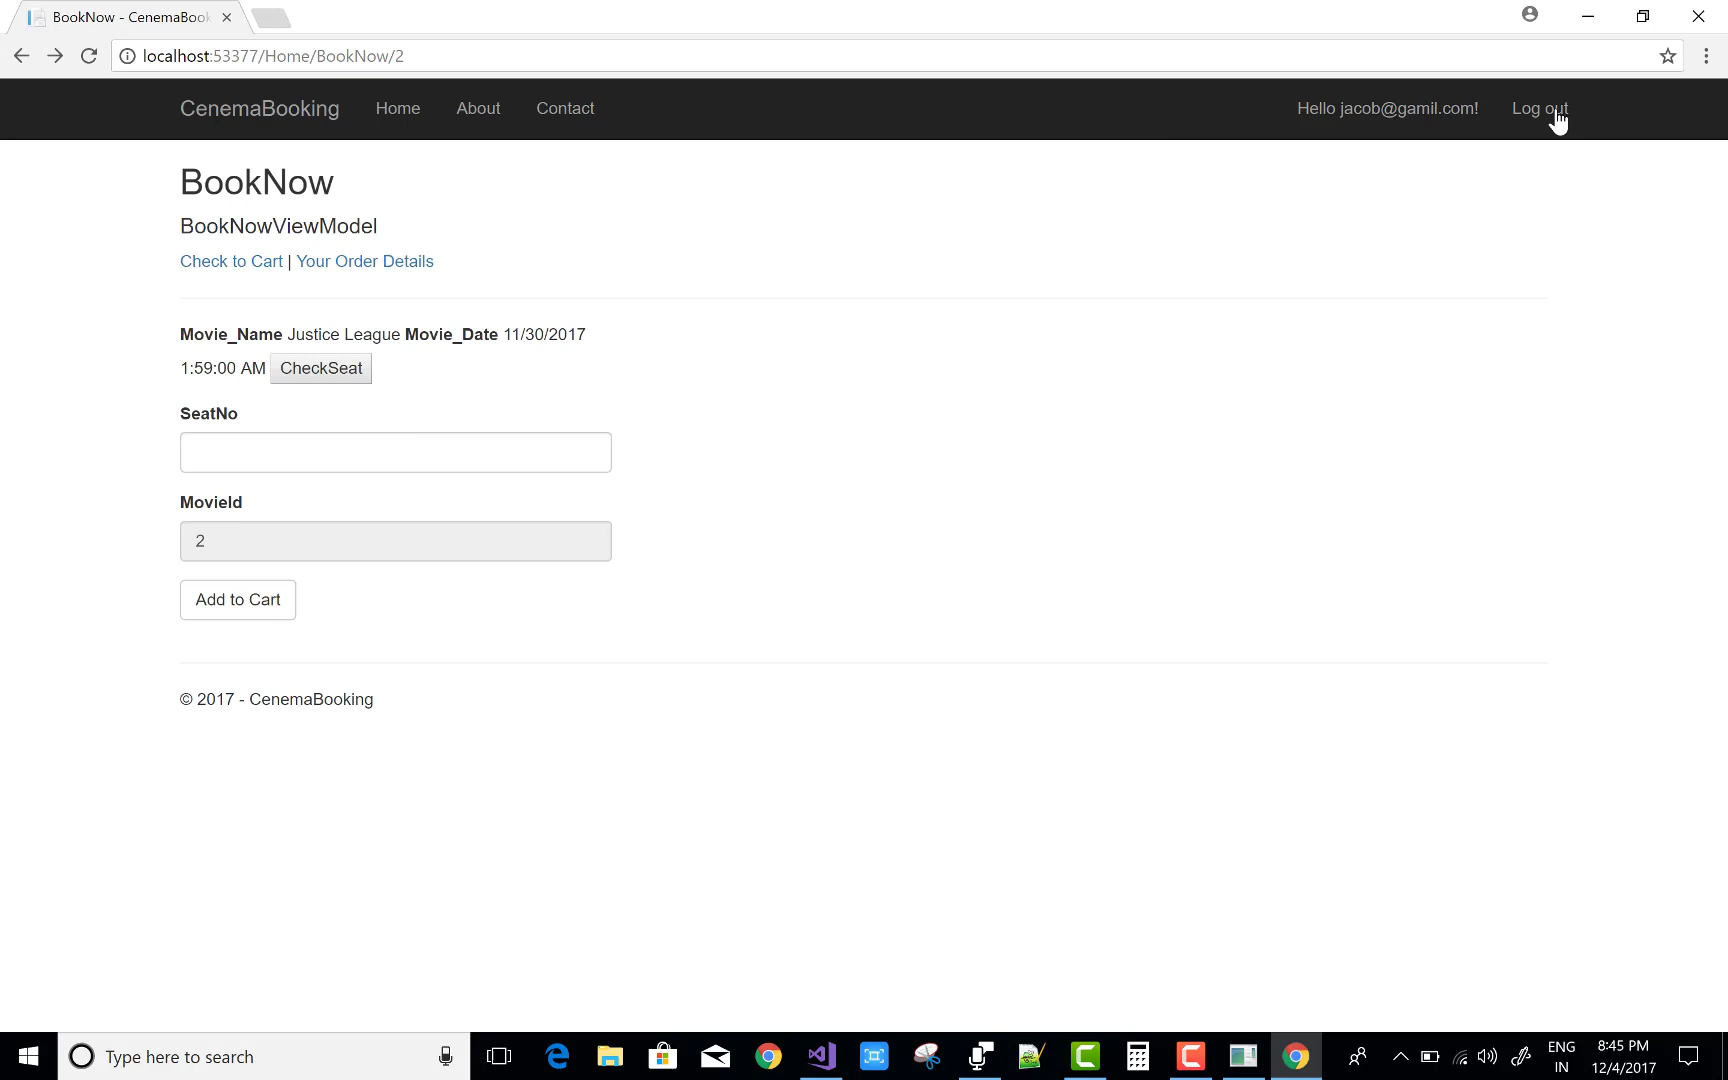 BookNow - CenemaBook
localhost:53377/Home/BookNow/2
CenemaBooking Home About Contact Hello jacob@gamil.com! Log out
BookNow
BookNowViewModel
Check to Cart | Your Order Details
Movie_Name Justice League Movie_Date 11/30/2017
1:59:00 AM CheckSeat
SeatNo
MovieId
2
Add to Cart
© 2017 - CenemaBooking
Type here to search
ENG 8:45 PM
IN 12/4/2017